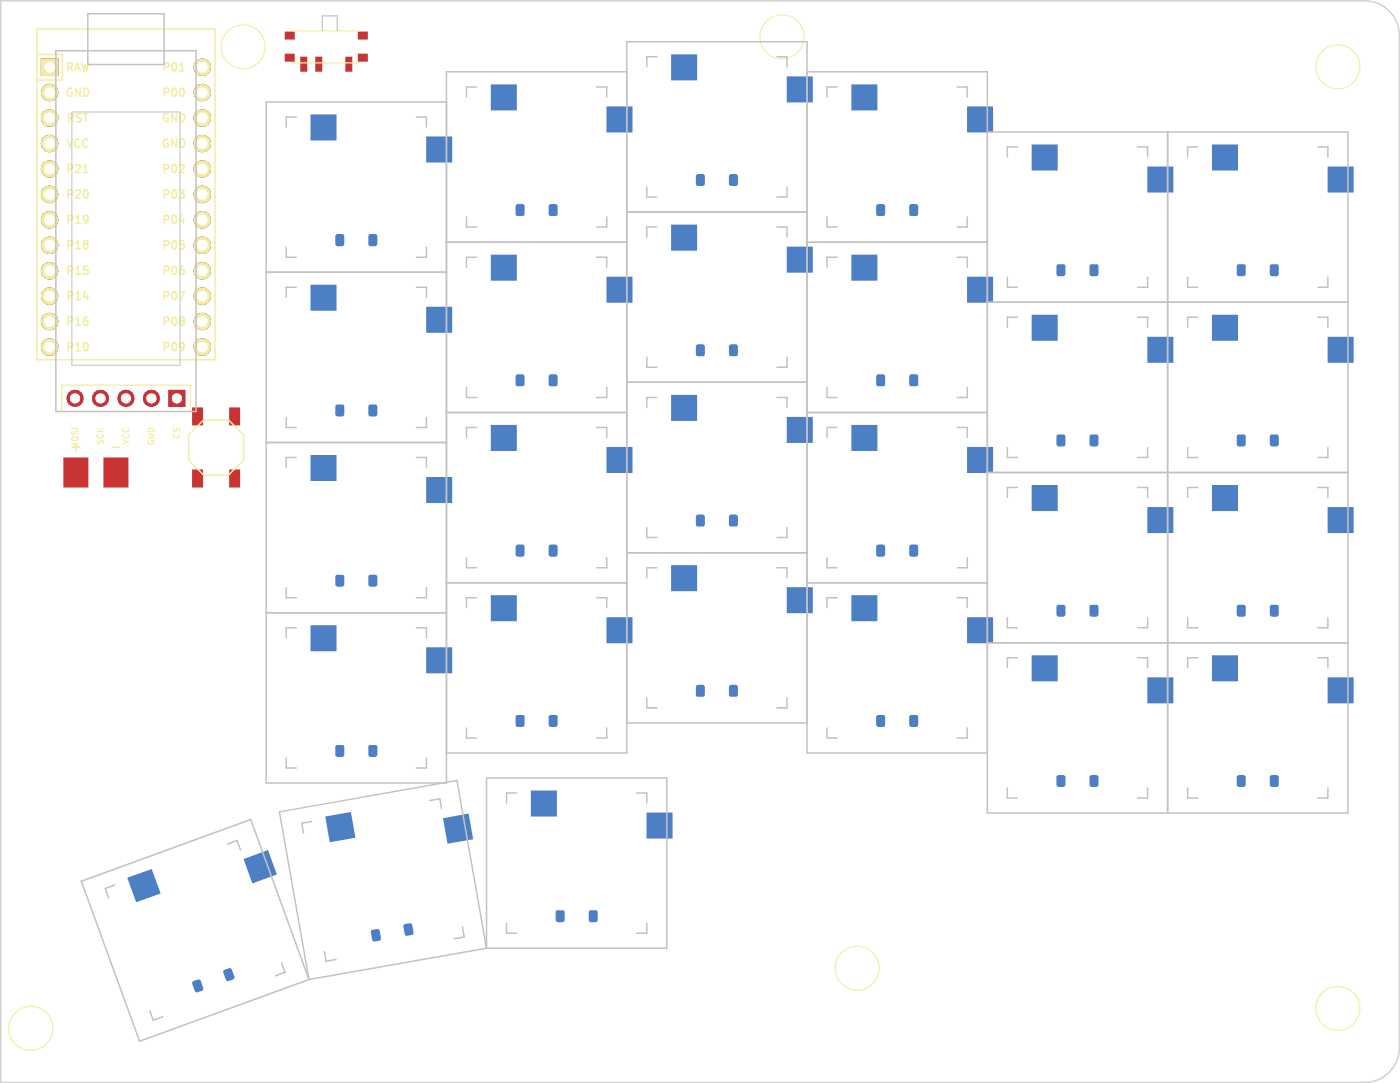 RAW P01
GND P00
RST GND
VCC GND
P21 P02
P20 P03
P19 P04
P18 P05
P15 P06
P14 P07
P16 P08
P10 P09
MOSI SCK VCC GND CS
+ −